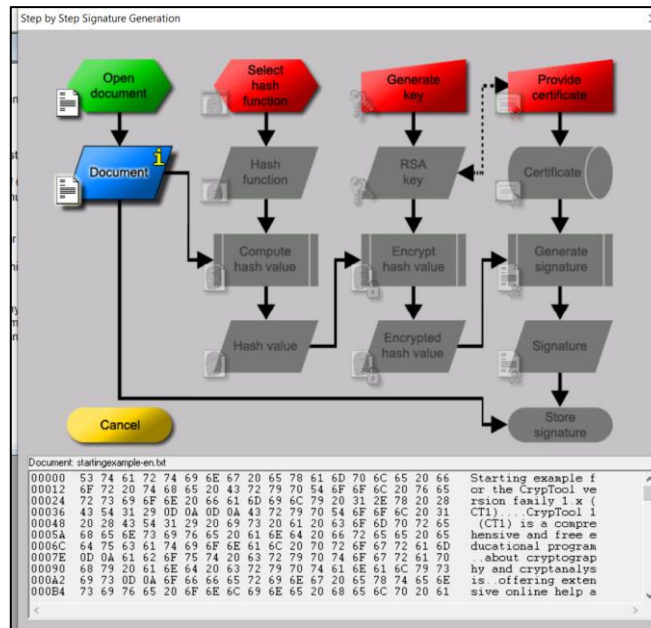 Step by Step Signature Generation
Open
document
Select
hash
function
Generate
key
Provide
certificate
Document
i
Hash
function
RSA
key
Certificate
Compute
hash value
Encrypt
hash value
Generate
signature
Hash value
Encrypted
hash value
Signature
Cancel
Store
signature
Document: startingexample-en.txt
00000 53 74 61 72 74 69 6E 67 20 65 78 61 6D 70 6C 65 20 66 Starting example f
00012 6F 72 20 74 68 65 20 43 72 79 70 54 6F 6F 6C 20 76 65 or the CrypTool ve
00024 72 73 69 6F 6E 20 66 61 6D 69 6C 79 20 31 2E 78 20 28 rsion family 1.x (
00036 43 54 31 29 0D 0A 0D 0A 43 72 79 70 54 6F 6F 6C 20 31 CT1)....CrypTool 1
00048 20 28 43 54 31 29 20 69 73 20 61 20 63 6F 6D 70 72 65 (CT1) is a compre
0005A 68 65 6E 73 69 76 65 20 61 6E 64 20 66 72 65 65 20 65 hensive and free e
0006C 64 75 63 61 74 69 6F 6E 61 6C 20 70 72 6F 67 72 61 6D ducational program
0007E 0D 0A 61 62 6F 75 74 20 63 72 79 70 74 6F 67 72 61 70 ..about cryptograp
00090 68 79 20 61 6E 64 20 63 72 79 70 74 61 6E 61 6C 79 73 hy and cryptanalys
000A2 69 73 0D 0A 6F 66 66 65 72 69 6E 67 20 65 78 74 65 6E is..offering exten
000B4 73 69 76 65 20 6F 6E 6C 69 6E 65 20 68 65 6C 70 20 61 sive online help a